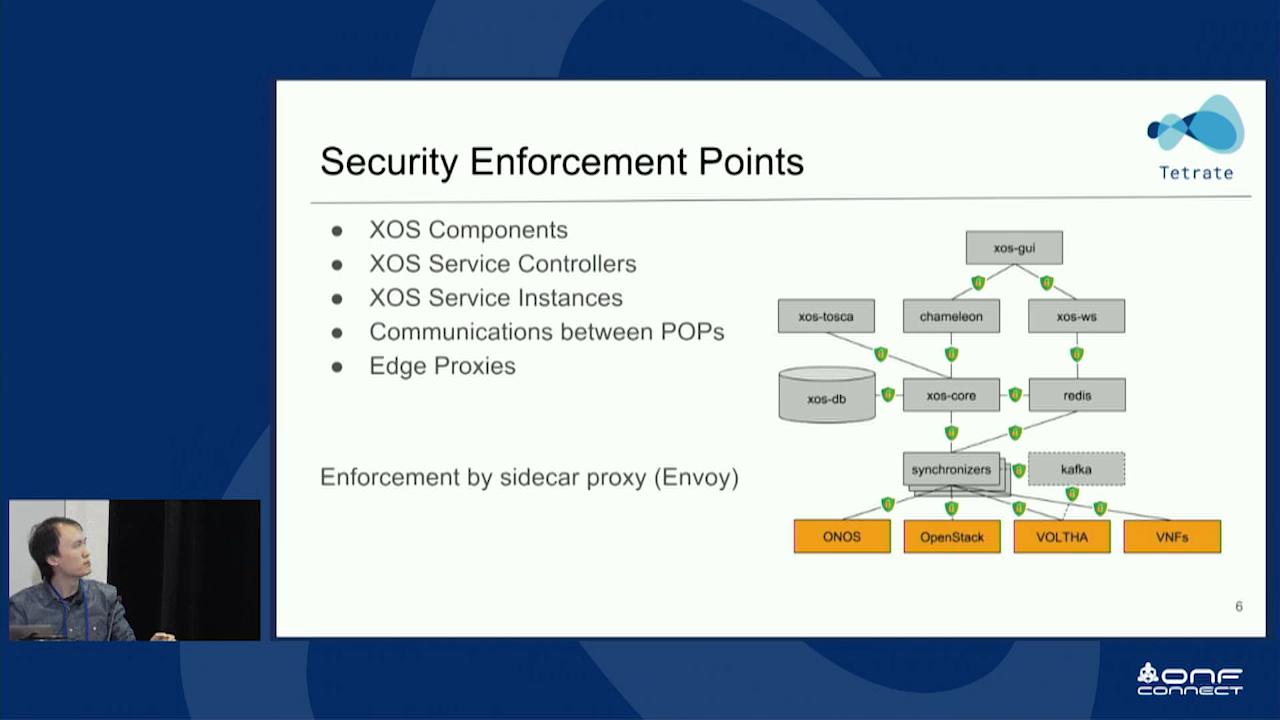 Tetrate
Security Enforcement Points
● XOS Components
● XOS Service Controllers
● XOS Service Instances
● Communications between POPs
● Edge Proxies
Enforcement by sidecar proxy (Envoy)
xos-gui
xos-tosca
chameleon
xos-ws
xos-db
xos-core
redis
synchronizers
kafka
ONOS
OpenStack
VOLTHA
VNFs
6
ONF
CONNECT